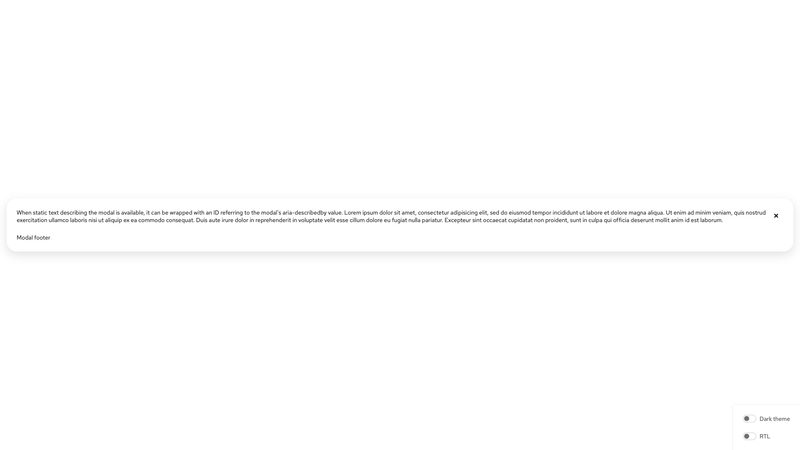 When static text describing the modal is available, it can be wrapped with an ID referring to the modal's aria-describedby value. Lorem ipsum dolor sit amet, consectetur adipisicing elit, sed do eiusmod tempor incididunt ut labore et dolore magna aliqua. Ut enim ad minim veniam, quis nostrud
exercitation ullamco laboris nisi ut aliquip ex ea commodo consequat. Duis aute irure dolor in reprehenderit in voluptate velit esse cillum dolore eu fugiat nulla pariatur. Excepteur sint occaecat cupidatat non proident, sunt in culpa qui officia deserunt mollit anim id est laborum.
Modal footer
Dark theme
RTL